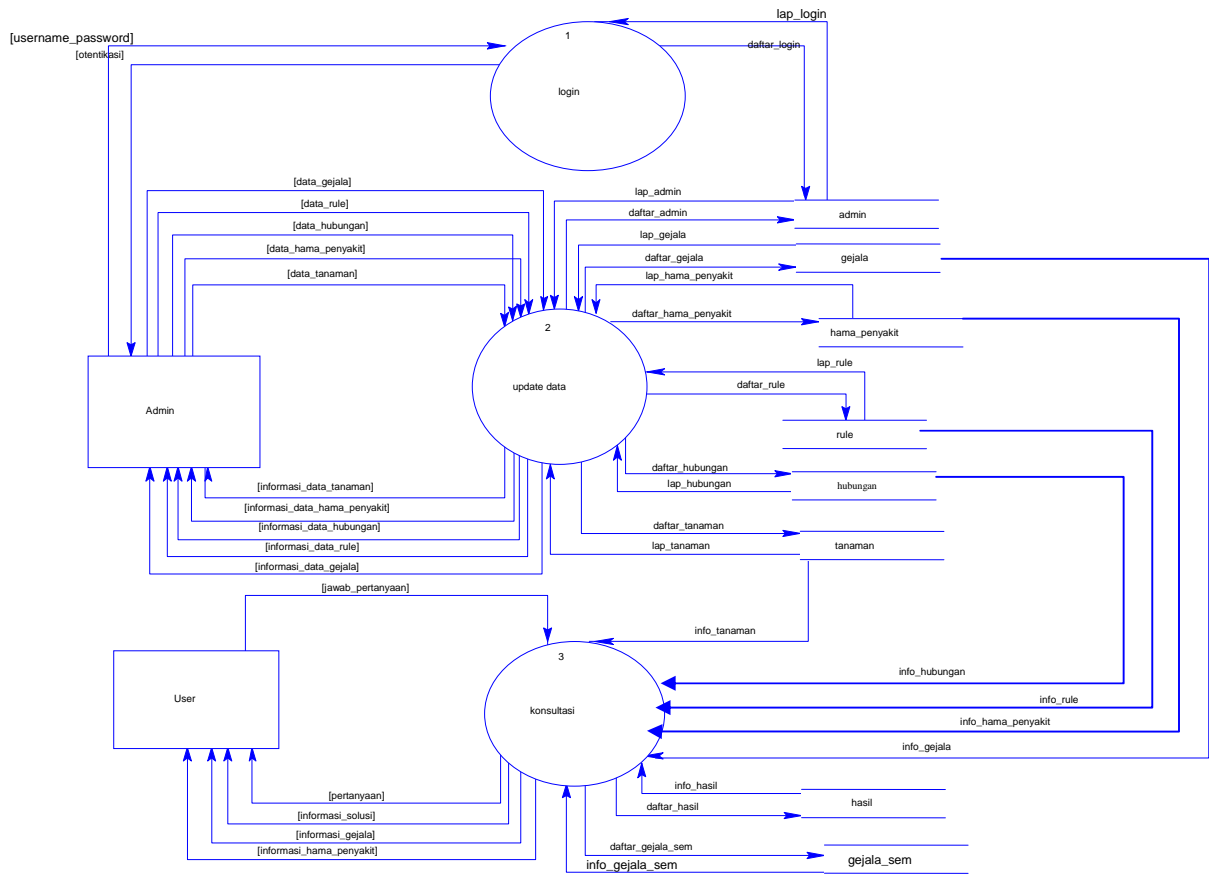 lap_login
[username_password]
1
daftar_login
[otentikasi]
login
[data_gejala]
lap_admin
[data_rule]
daftar_admin
admin
[data_hubungan]
lap_gejala
[data_hama_penyakit]
daftar_gejala
gejala
[data_tanaman]
lap_hama_penyakit
2
daftar_hama_penyakit
hama_penyakit
lap_rule
update data
daftar_rule
Admin
rule
daftar_hubungan
lap_hubungan
hubungan
[informasi_data_tanaman]
[informasi_data_hama_penyakit]
[informasi_data_hubungan]
daftar_tanaman
[informasi_data_rule]
lap_tanaman
tanaman
[informasi_data_gejala]
[jawab_pertanyaan]
info_tanaman
3
info_hubungan
User
konsultasi
info_rule
info_hama_penyakit
info_gejala
info_hasil
[pertanyaan]
daftar_hasil
hasil
[informasi_solusi]
[informasi_gejala]
daftar_gejala_sem
[informasi_hama_penyakit]
info_gejala_sem
gejala_sem